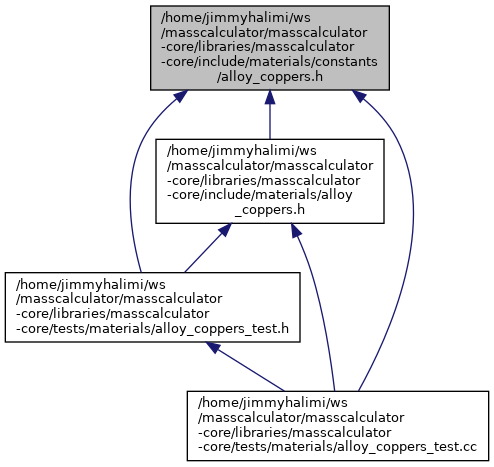 /home/jimmyhalimi/ws
/masscalculator/masscalculator
-core/libraries/masscalculator
-core/include/materials/constants
/alloy_coppers.h
/home/jimmyhalimi/ws
/masscalculator/masscalculator
-core/libraries/masscalculator
-core/include/materials/alloy
_coppers.h
/home/jimmyhalimi/ws
/masscalculator/masscalculator
-core/libraries/masscalculator
-core/tests/materials/alloy_coppers_test.h
/home/jimmyhalimi/ws
/masscalculator/masscalculator
-core/libraries/masscalculator
-core/tests/materials/alloy_coppers_test.cc